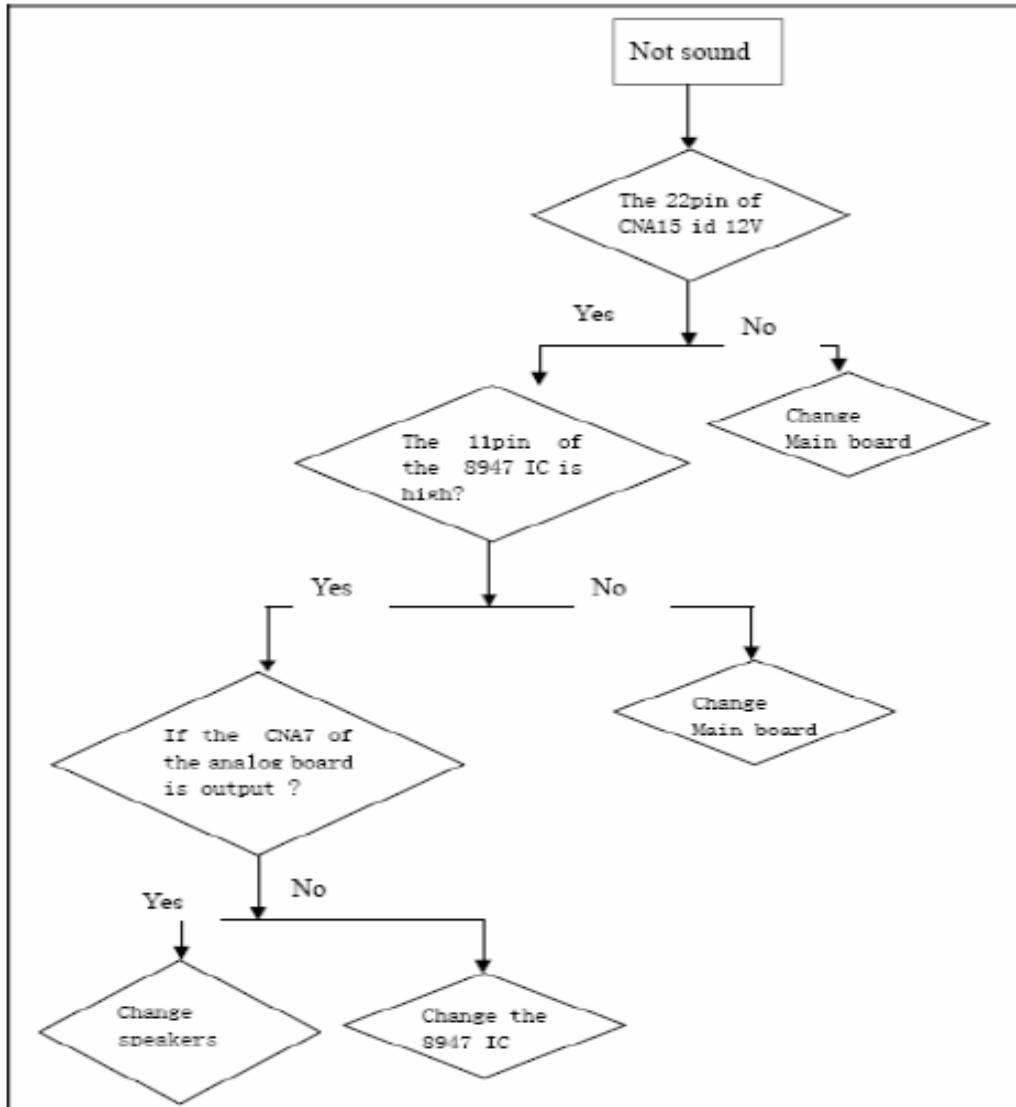 Not sound
The 22pin of
CNA15 id 12V
Yes
No
Change
Main board
The 11pin of
the 8947 IC is
high?
Yes
No
Change
Main board
If the CNA7 of
the analog board
is output ?
Yes
No
Change
speakers
Change the
8947 IC